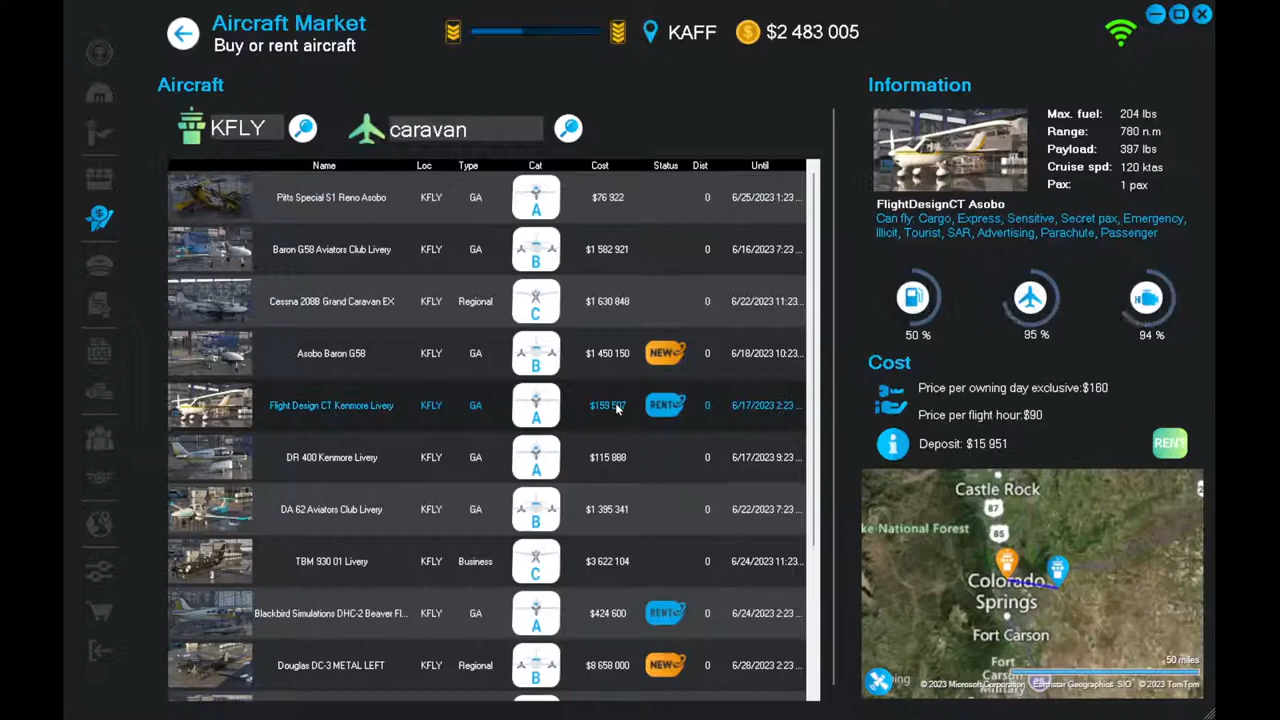 Aircraft Market
Buy or rent aircraft
KAFF
$2 483 005
Aircraft
KFLY
caravan
Name Loc Type Cat Cost Status Dist Until
Pitts Special S1 Reno Asobo KFLY GA A $76 922 0 6/25/2023 1:23 ...
Baron G58 Aviators Club Livery KFLY GA B $1 582 921 0 6/16/2023 7:23 ...
Cessna 208B Grand Caravan EX KFLY Regional C $1 630 848 0 6/22/2023 11:23...
Asobo Baron G58 KFLY GA B $1 450 150 NEW 0 6/18/2023 10:23...
Flight Design CT Kenmore Livery KFLY GA A RENT 0 6/17/2023 2:23 ...
DR 400 Kenmore Livery KFLY GA A $115 888 0 6/17/2023 9:23 ...
DA 62 Aviators Club Livery KFLY GA B $1 395 341 0 6/22/2023 7:23 ...
TBM 930 01 Livery KFLY Business C $3 622 104 0 6/24/2023 11:23...
Blackbird Simulations DHC-2 Beaver Fl... KFLY GA A $424 600 RENT 0 6/24/2023 2:23 ...
Douglas DC-3 METAL LEFT KFLY Regional B $8 658 000 NEW 0 6/28/2023 2:23 ...
Information
Max. fuel: 204 lbs
Range: 780 n.m
Payload: 397 lbs
Cruise spd: 120 ktas
Pax: 1 pax
FlightDesignCT Asobo
Can fly: Cargo, Express, Sensitive, Secret pax, Emergency,
Illicit, Tourist, SAR, Advertising, Parachute, Passenger
50 %
95 %
94 %
Cost
Price per owning day exclusive:$160
Price per flight hour:$90
Deposit: $15 951
RENT
Castle Rock
87
85
ke-National Forest
Colorado
Springs
Fort Carson
Fort
Carson
Military
50 miles
© 2023 Microsoft Corporation Earthstar Geographics SIO © 2023 TomTom